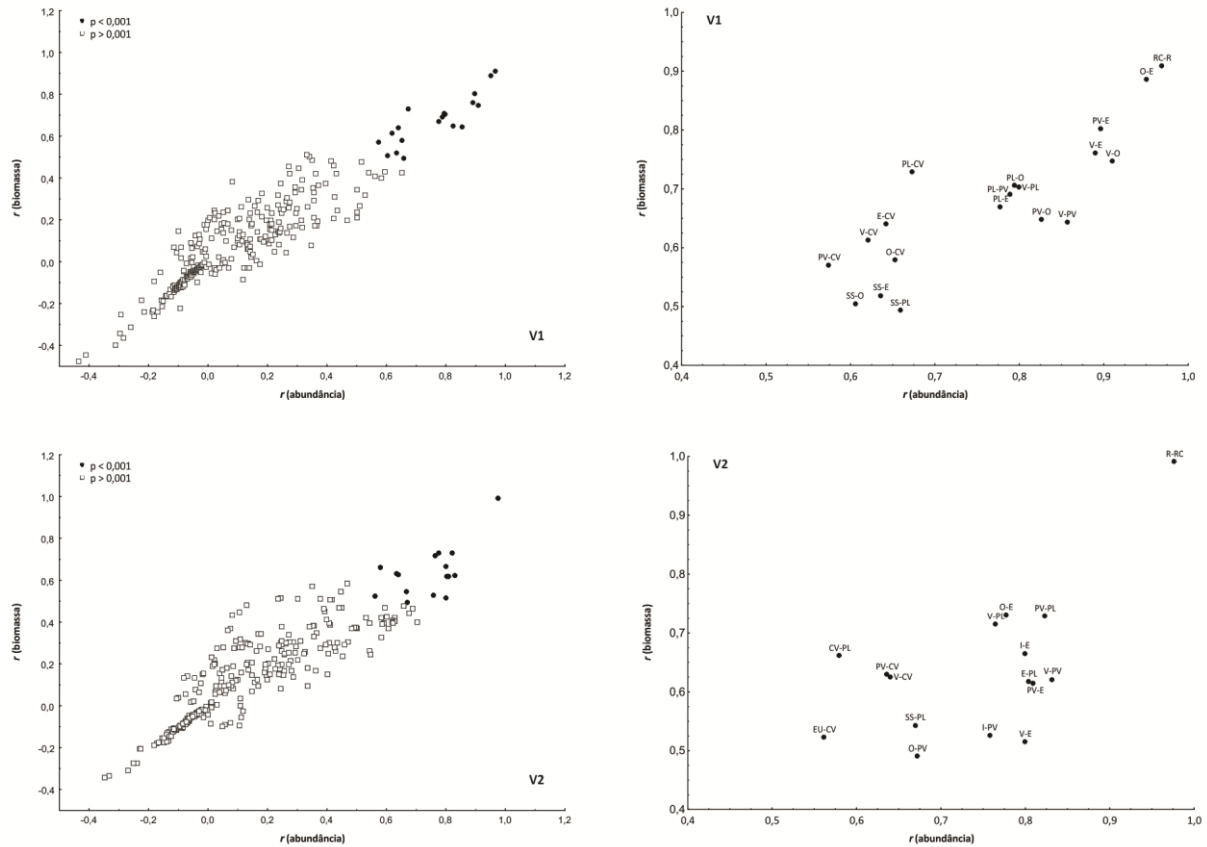 p < 0,001
p > 0,001
1,2
1,0
0,8
0,6
0,4
0,2
0,0
-0,2
-0,4
r (biomassa)
V1
-0,4 -0,2 0,0 0,2 0,4 0,6 0,8 1,0 1,2
r (abundância)
V1
1,0
0,9
0,8
0,7
0,6
0,5
0,4
r (biomassa)
RC-R
O-E
PV-E
V-E
V-O
PL-CV
PL-O
V-PL
PL-PV
PL-E
PV-O
V-PV
E-CV
V-CV
O-CV
PV-CV
SS-O
SS-E
SS-PL
0,4 0,5 0,6 0,7 0,8 0,9 1,0
r (abundância)
p < 0,001
p > 0,001
1,2
1,0
0,8
0,6
0,4
0,2
0,0
-0,2
-0,4
r (biomassa)
V2
-0,4 -0,2 0,0 0,2 0,4 0,6 0,8 1,0 1,2
r (abundância)
V2
1,0
0,9
0,8
0,7
0,6
0,5
0,4
r (biomassa)
R-RC
O-E
PV-PL
V-PL
CV-PL
I-E
PV-CV
V-CV
E-PL
V-PV
PV-E
EU-CV
SS-PL
I-PV
V-E
O-PV
0,4 0,5 0,6 0,7 0,8 0,9 1,0
r (abundância)